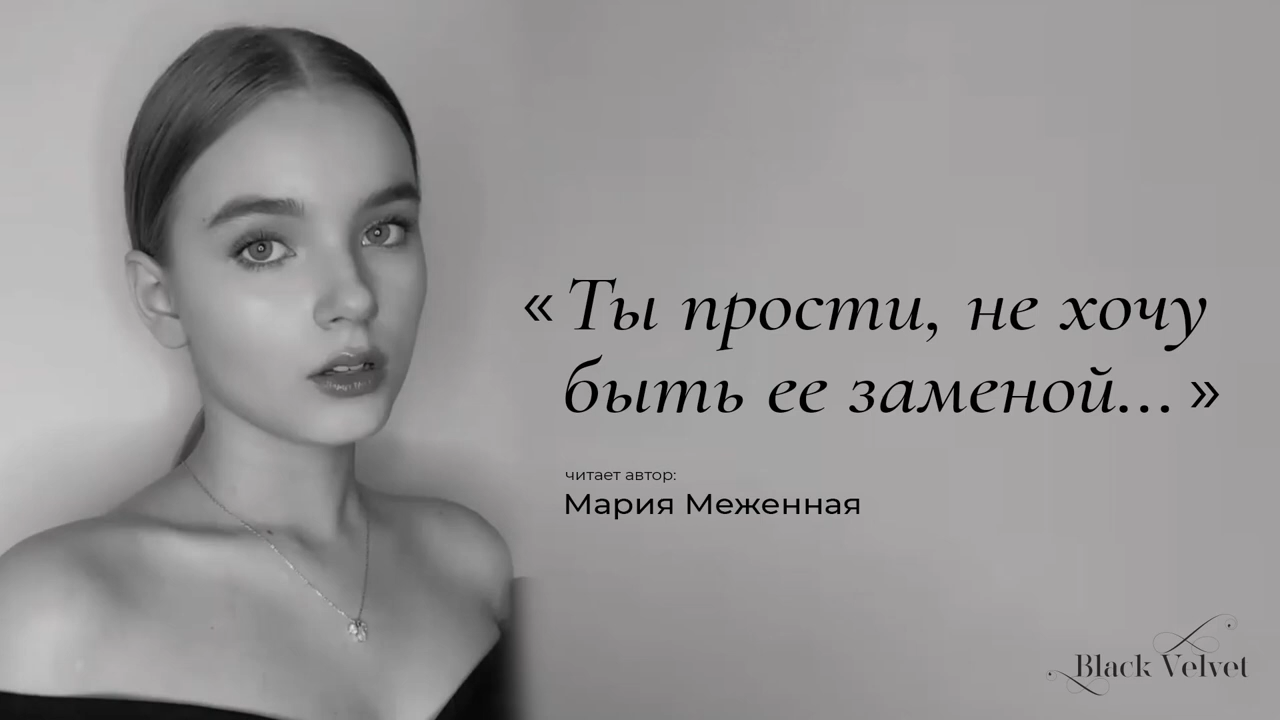 « Ты прости, не хочу
быть ее заменой... »
читает автор:
Мария Меженная
Black Velvet